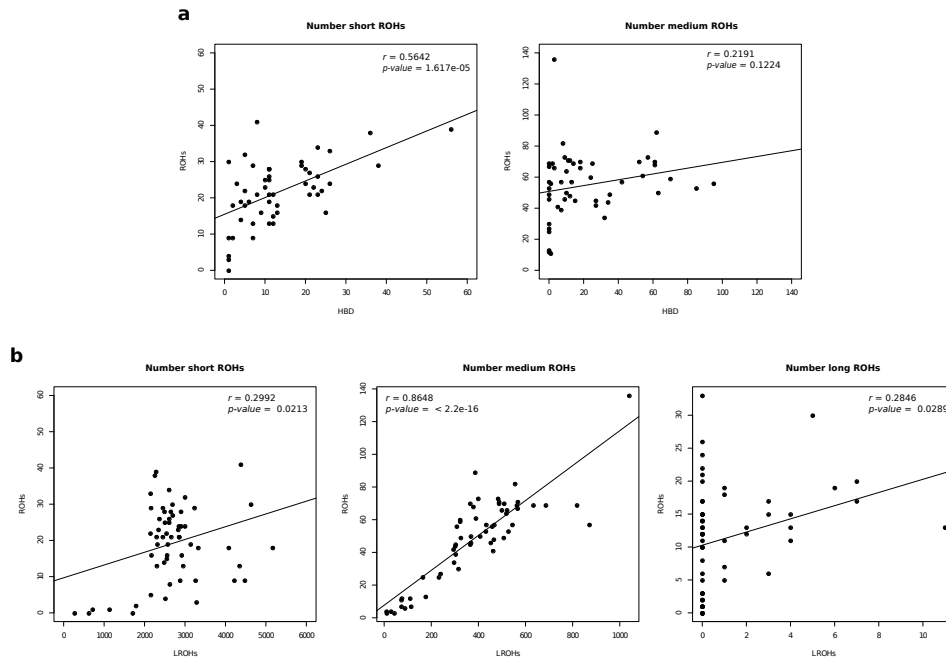 a
Number short ROHs
r = 0.5642
p-value = 1.617e-05
ROHs
0 10 20 30 40 50 60
0 10 20 30 40 50 60
HBD
Number medium ROHs
r = 0.2191
p-value = 0.1224
ROHs
0 20 40 60 80 100 120 140
0 20 40 60 80 100 120 140
HBD
b
Number short ROHs
r = 0.2992
p-value = 0.0213
ROHs
0 10 20 30 40 50 60
0 1000 2000 3000 4000 5000 6000
LROHs
Number medium ROHs
r = 0.8648
p-value = < 2.2e-16
ROHs
0 20 40 60 80 100 120 140
0 200 400 600 800 1000
LROHs
Number long ROHs
r = 0.2846
p-value = 0.0289
ROHs
0 5 10 15 20 25 30
0 2 4 6 8 10
LROHs